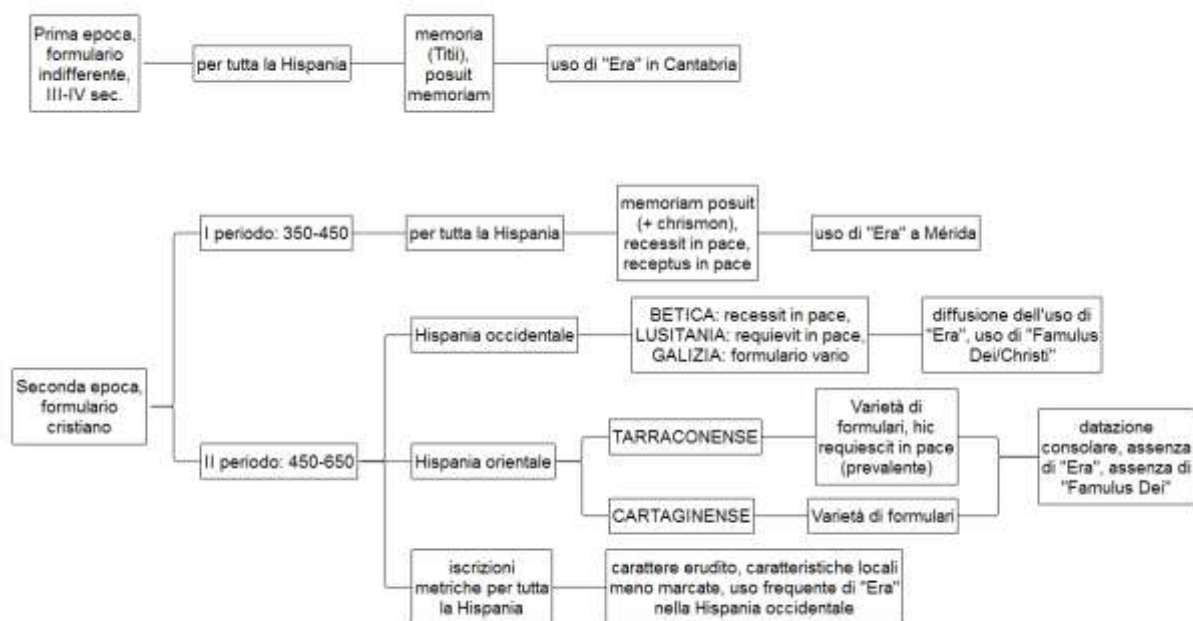 Prima epoca,
formulario
indifferente,
III-IV sec.
per tutta la Hispania
memoria
(Titii),
posuit
memoriam
uso di "Era" in Cantabria
Seconda epoca,
formulario
cristiano
I periodo: 350-450
per tutta la Hispania
memoriam posuit
(+ chrismon),
recessit in pace,
receptus in pace
uso di "Era" a Mérida
II periodo: 450-650
Hispania occidentale
BETICA: recessit in pace,
LUSITANIA: requievit in pace,
GALIZIA: formulario vario
diffusione dell'uso di
"Era", uso di "Famulus
Dei/Christi"
Hispania orientale
TARRACONENSE
Varietà di
formulari, hic
requiescit in pace
(prevalente)
CARTAGINENSE
Varietà di formulari
datazione
consolare, assenza
di "Era", assenza di
"Famulus Dei"
iscrizioni
metriche per tutta
la Hispania
carattere erudito, caratteristiche locali
meno marcate, uso frequente di "Era"
nella Hispania occidentale